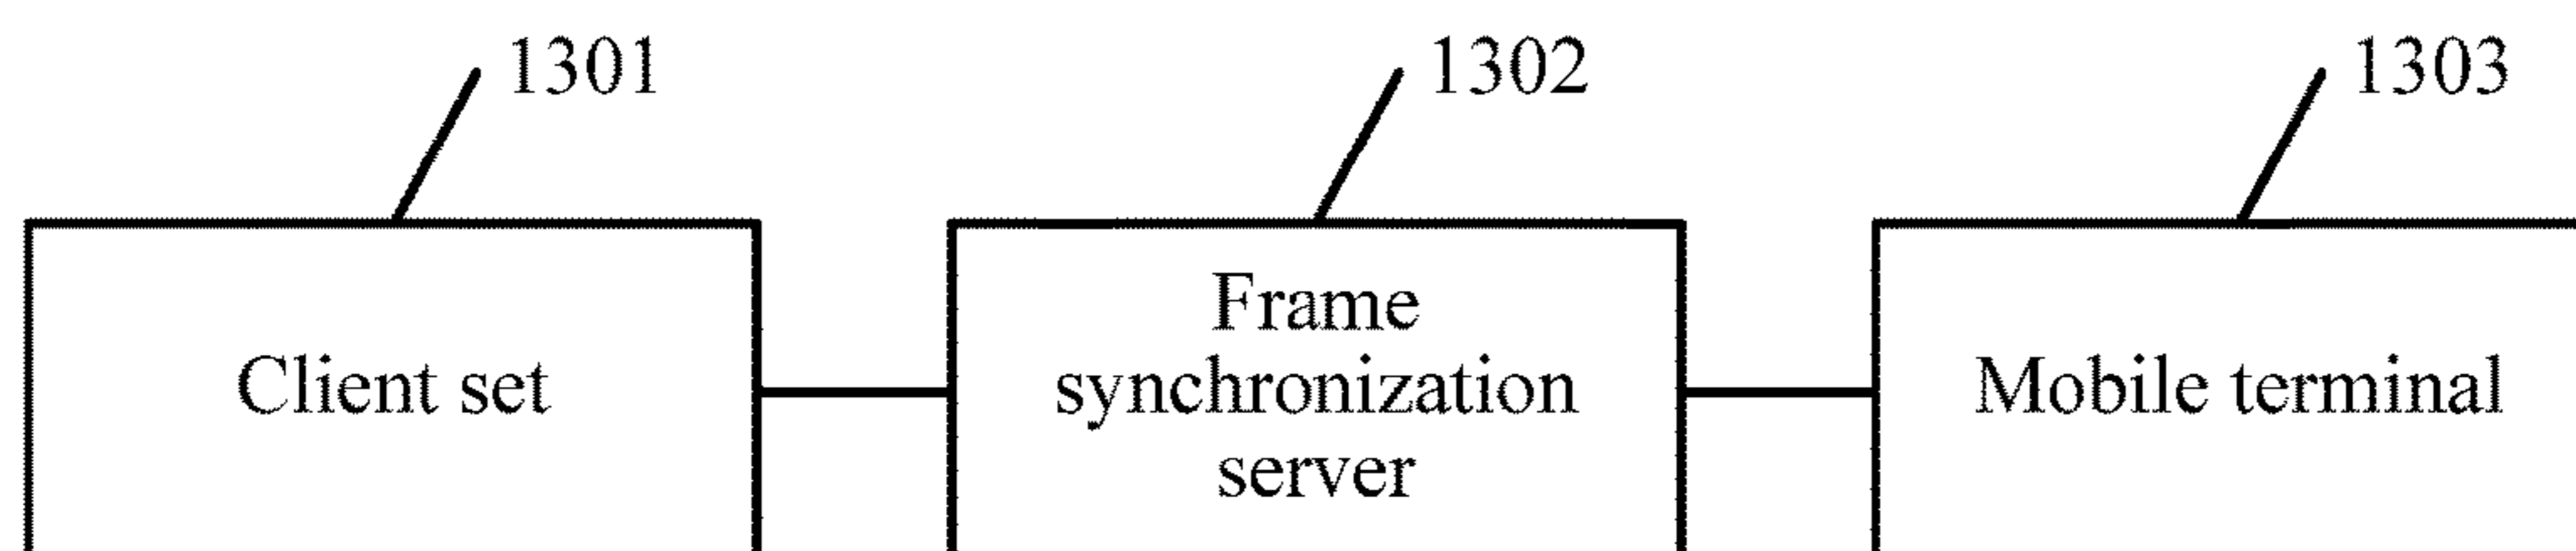 1301
1302
1303
Client set
Frame
synchronization
server
Mobile terminal